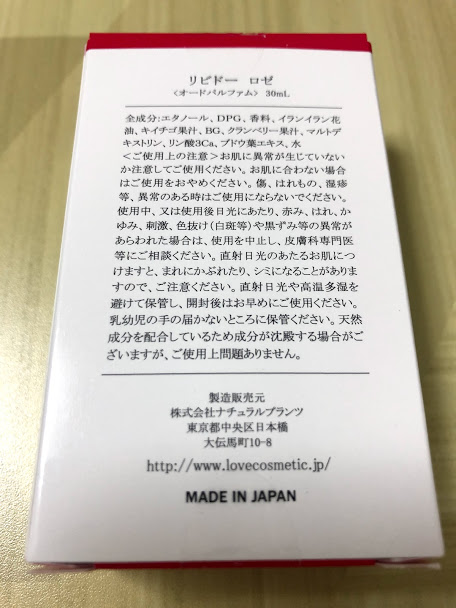 リビドー ロゼ
〈オードパルファム〉 30mL
全成分:エタノール、DPG、香料、イランイラン花
油、キイチゴ果汁、BG、クランベリー果汁、マルトデ
キストリン、リン酸3Ca、ブドウ葉エキス、水
<ご使用上の注意>お肌に異常が生じていない
か注意してご使用ください。お肌に合わない場合
はご使用をおやめください。傷、はれもの、湿疹
等、異常のある時はご使用にならないでください。
使用中、又は使用後日光にあたり、赤み、はれ、か
ゆみ、刺激、色抜け(白斑等)や黒ずみ等の異常が
あらわれた場合は、使用を中止し、皮膚科専門医
等にご相談ください。直射日光のあたるお肌につ
けますと、まれにかぶれたり、シミになることがありま
すので、ご注意ください。直射日光や高温多湿を
避けて保管し、開封後はお早めにご使用ください。
乳幼児の手の届かないところに保管ください。天然
成分を配合しているため成分が沈殿する場合がご
ざいますが、ご使用上問題ありません。
製造販売元
株式会社ナチュラルプランツ
東京都中央区日本橋
大伝馬町10-8
http://www.lovecosmetic.jp/
MADE IN JAPAN